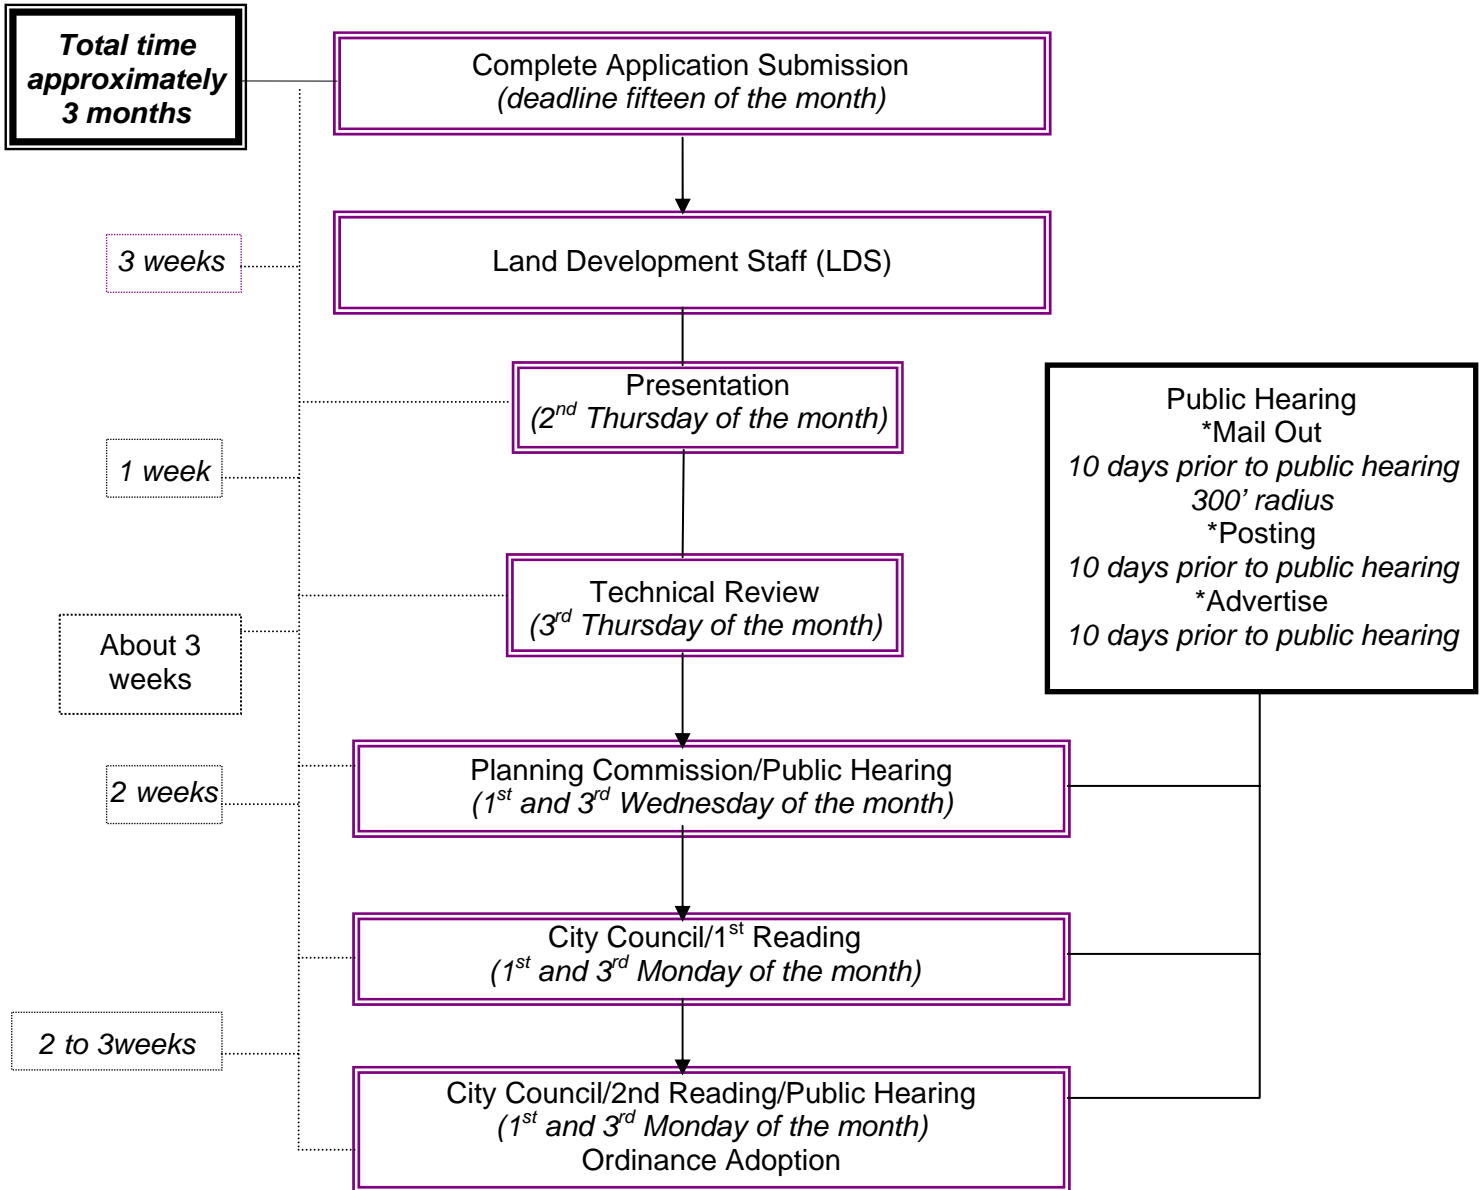 Total time
approximately
3 months
Complete Application Submission
(deadline fifteen of the month)
3 weeks
Land Development Staff (LDS)
Presentation
(2nd Thursday of the month)
1 week
Technical Review
(3rd Thursday of the month)
About 3
weeks
Public Hearing
*Mail Out
10 days prior to public hearing
300’ radius
*Posting
10 days prior to public hearing
*Advertise
10 days prior to public hearing
Planning Commission/Public Hearing
(1st and 3rd Wednesday of the month)
2 weeks
City Council/1st Reading
(1st and 3rd Monday of the month)
2 to 3weeks
City Council/2nd Reading/Public Hearing
(1st and 3rd Monday of the month)
Ordinance Adoption